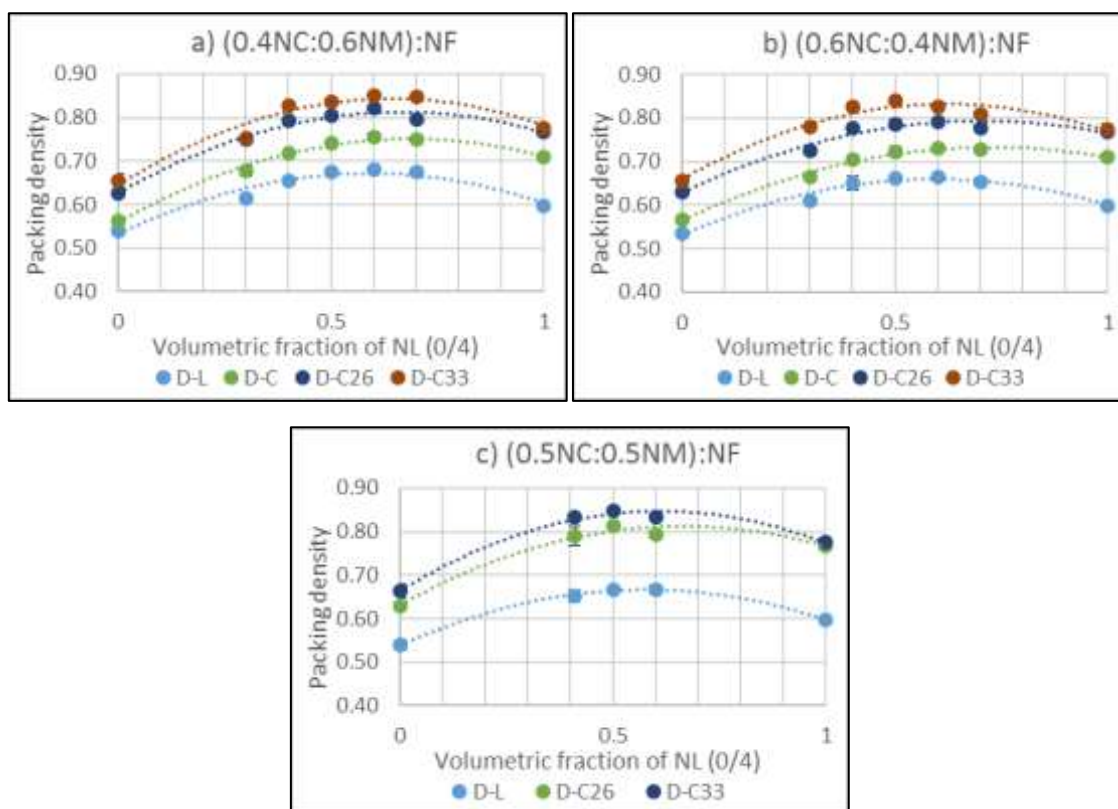 a) (0.4NC:0.6NM):NF
Packing density
0.90
0.80
0.70
0.60
0.50
0.40
0 0.5 1
Volumetric fraction of NL (0/4)
D-L D-C D-C26 D-C33
b) (0.6NC:0.4NM):NF
Packing density
0.90
0.80
0.70
0.60
0.50
0.40
0 0.5 1
Volumetric fraction of NL (0/4)
D-L D-C D-C26 D-C33
c) (0.5NC:0.5NM):NF
Packing density
0.90
0.80
0.70
0.60
0.50
0.40
0 0.5 1
Volumetric fraction of NL (0/4)
D-L D-C26 D-C33